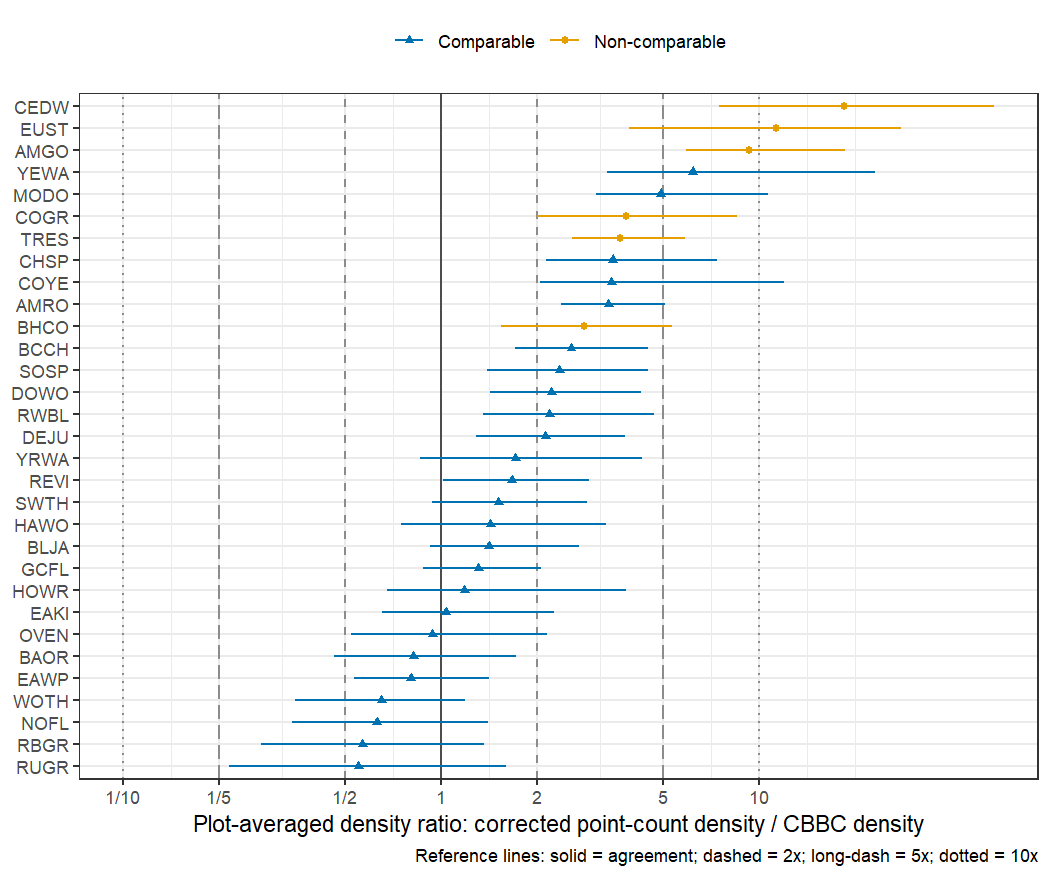 Comparable Non-comparable
CEDW
EUST
AMGO
YEWA
MODO
COGR
TRES
CHSP
COYE
AMRO
BHCO
BCCH
SOSP
DOWO
RWBL
DEJU
YRWA
REVI
SWTH
HAWO
BLJA
GCFL
HOWR
EAKI
OVEN
BAOR
EAWP
WOTH
NOFL
RBGR
RUGR
1/10 1/5 1/2 1 2 5 10
Plot-averaged density ratio: corrected point-count density / CBBC density
Reference lines: solid = agreement; dashed = 2x; long-dash = 5x; dotted = 10x